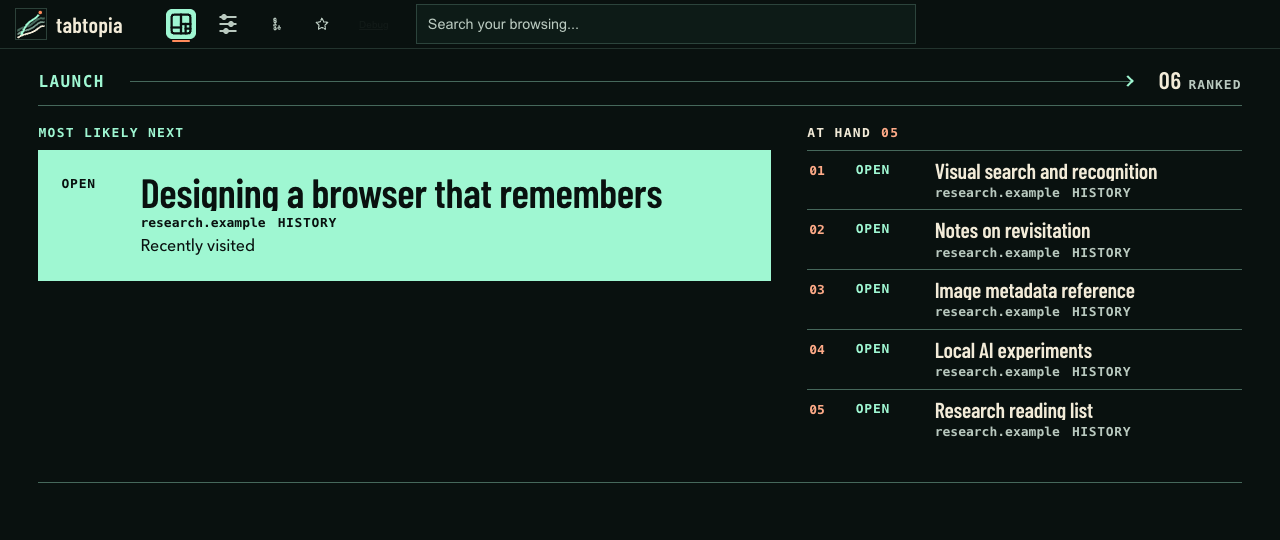 tabtopia
Search your browsing...
LAUNCH
06 RANKED
MOST LIKELY NEXT
OPEN
Designing a browser that remembers
research.example HISTORY
Recently visited
AT HAND 05
01 OPEN Visual search and recognition
research.example HISTORY
02 OPEN Notes on revisitation
research.example HISTORY
03 OPEN Image metadata reference
research.example HISTORY
04 OPEN Local AI experiments
research.example HISTORY
05 OPEN Research reading list
research.example HISTORY